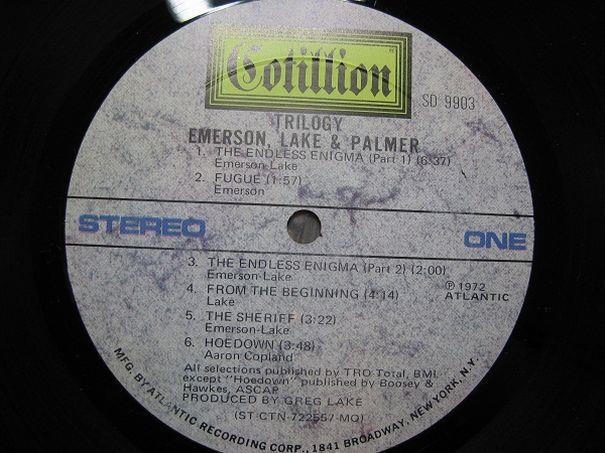 Cotillion
SD 9903
TRILOGY
EMERSON, LAKE & PALMER
1. THE ENDLESS ENIGMA (Part 1) (6:37)
Emerson-Lake
2. FUGUE (1:57)
Emerson
STEREO
ONE
3. THE ENDLESS ENIGMA (Part 2) (2:00)
Emerson-Lake
℗ 1972
ATLANTIC
4. FROM THE BEGINNING (4:14)
Lake
5. THE SHERIFF (3:22)
Emerson-Lake
6. HOEDOWN (3:48)
Aaron Copland
All selections published by TRO-Total, BMI
except "Hoedown" published by Boosey &
Hawkes, ASCAP
PRODUCED BY GREG LAKE
(ST-CTN-722557-MO)
MFG. BY ATLANTIC RECORDING CORP., 1841 BROADWAY, NEW YORK, N.Y.